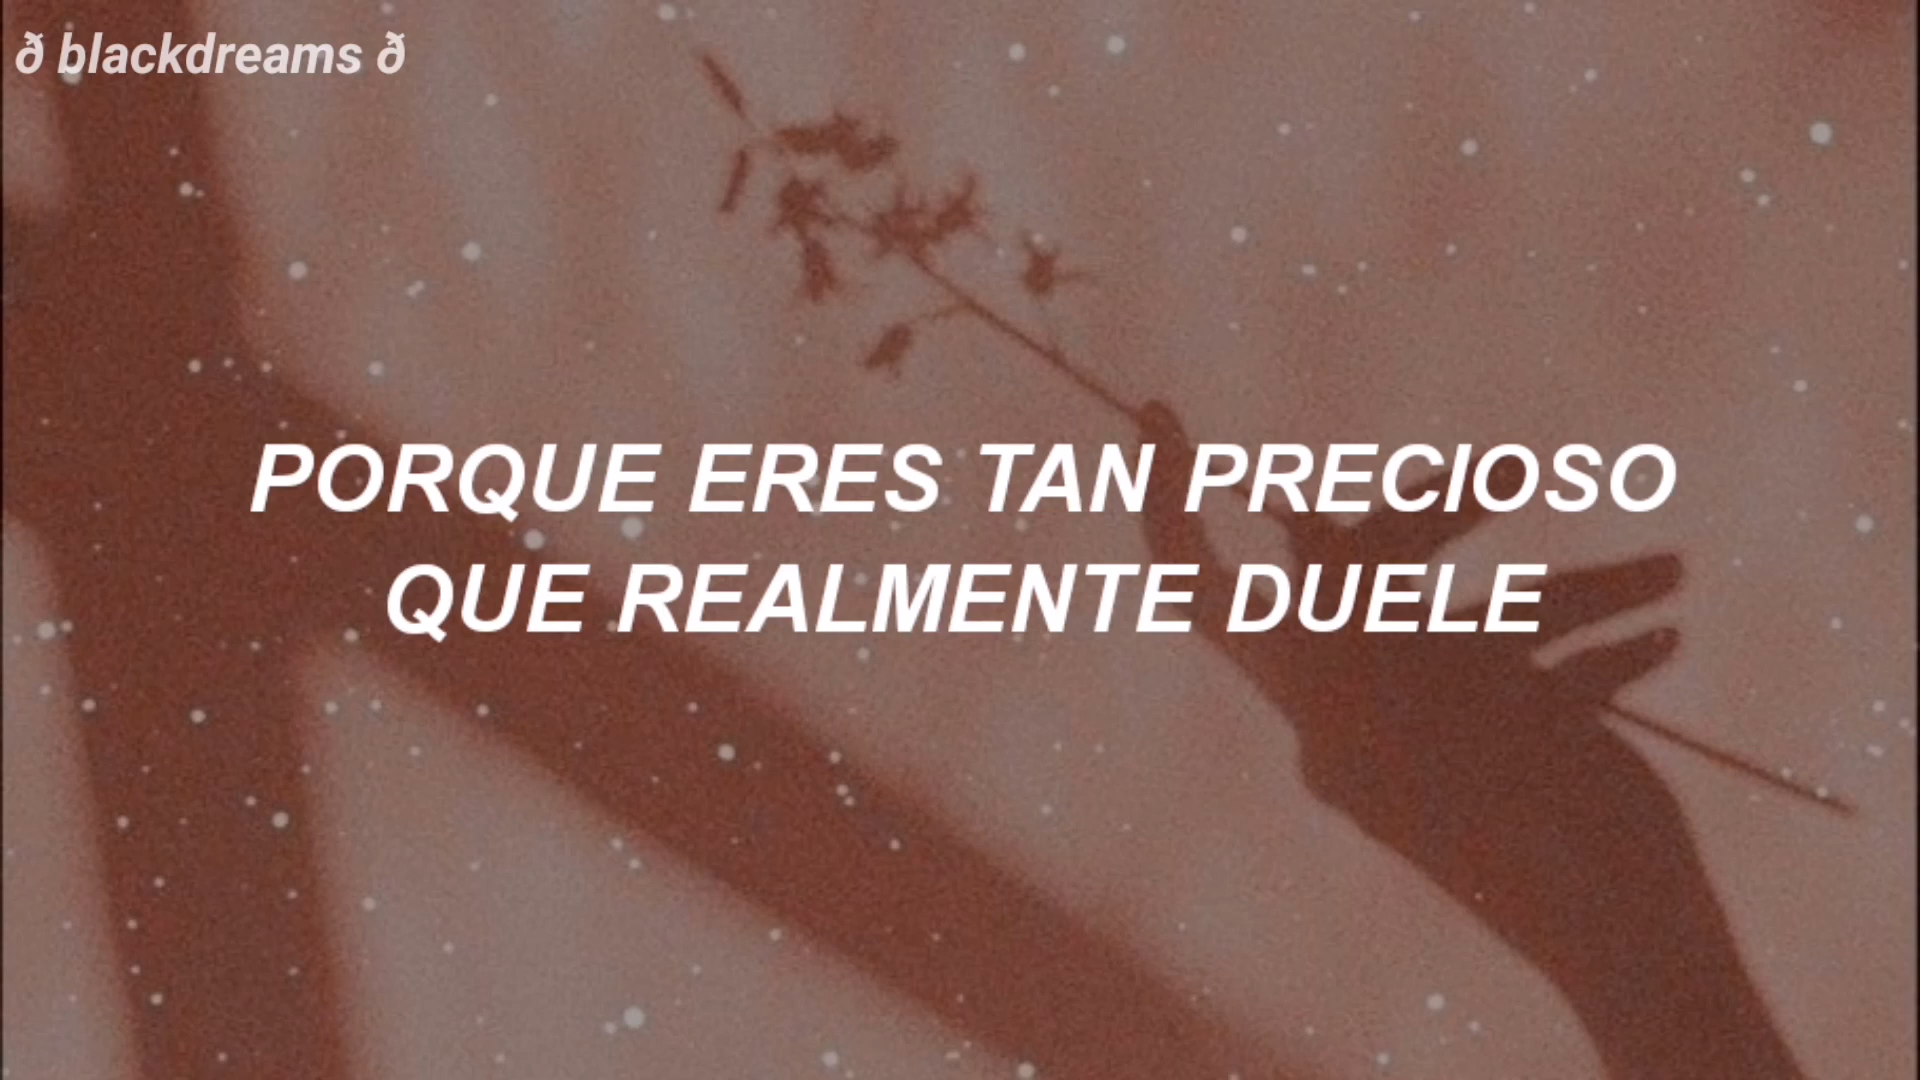 ð blackdreams ð
PORQUE ERES TAN PRECIOSO
QUE REALMENTE DUELE